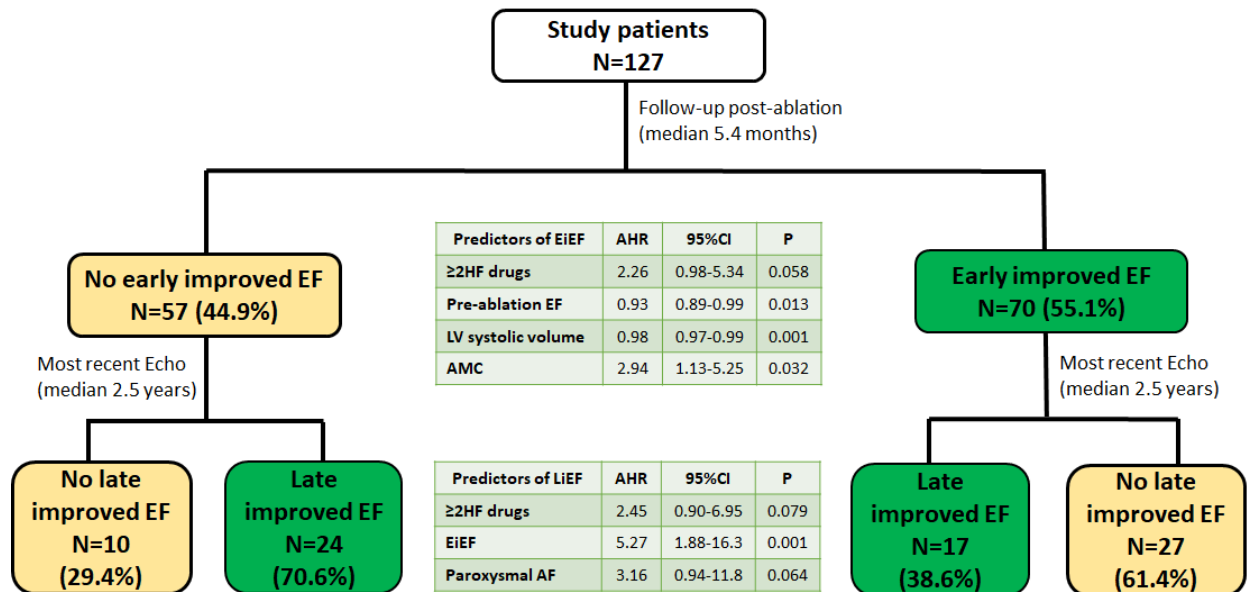 Study patients
N=127
Follow-up post-ablation
(median 5.4 months)
No early improved EF
N=57 (44.9%)
Predictors of EiEF AHR 95%CI P
≥2HF drugs 2.26 0.98-5.34 0.058
Pre-ablation EF 0.93 0.89-0.99 0.013
LV systolic volume 0.98 0.97-0.99 0.001
AMC 2.94 1.13-5.25 0.032
Early improved EF
N=70 (55.1%)
Most recent Echo
(median 2.5 years)
Most recent Echo
(median 2.5 years)
No late
improved EF
N=10
(29.4%)
Late
improved EF
N=24
(70.6%)
Predictors of LiEF AHR 95%CI P
≥2HF drugs 2.45 0.90-6.95 0.079
EiEF 5.27 1.88-16.3 0.001
Paroxysmal AF 3.16 0.94-11.8 0.064
Late
improved EF
N=17
(38.6%)
No late
improved EF
N=27
(61.4%)